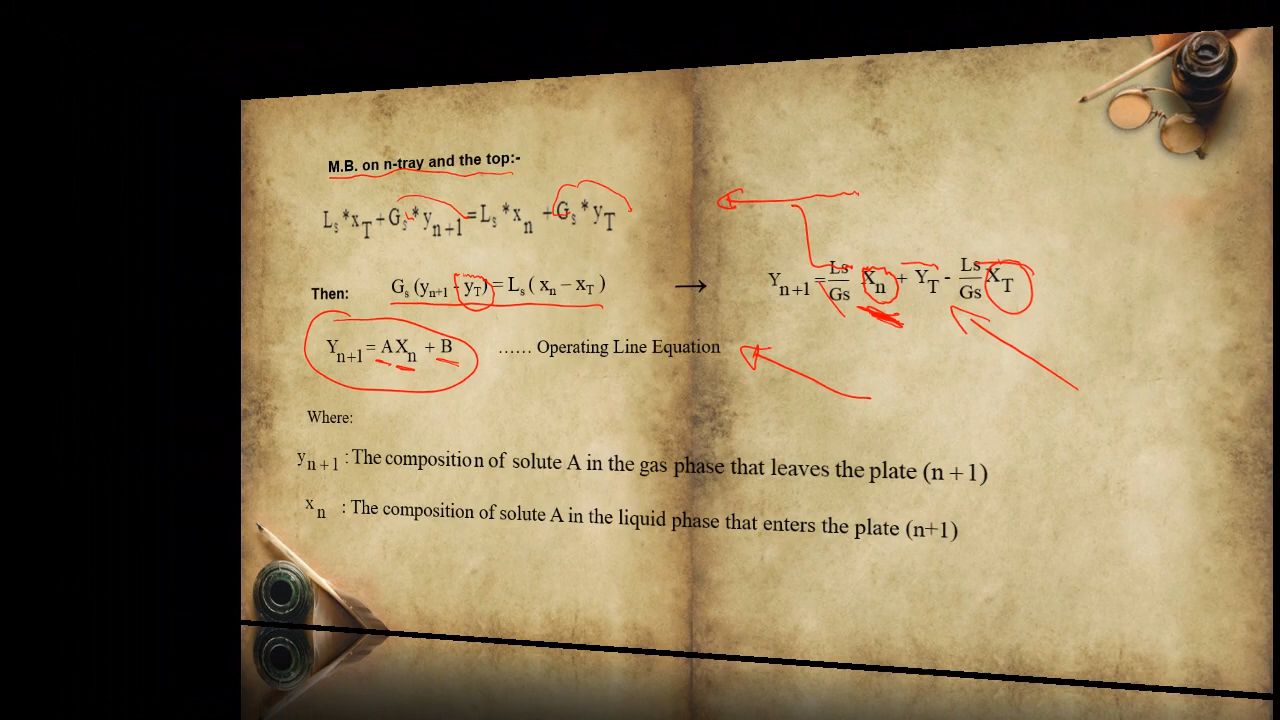 M.B. on n-tray and the top:-
Ls*xT+Gs*yn+1=Ls*xn+Gs*yT
Then: Gs (yn+1 - yT) = Ls ( xn – xT ) → Yn+1 = Ls/Gs Xn + YT - Ls/Gs XT
Yn+1 = AXn + B …… Operating Line Equation
Where:
yn+1 : The composition of solute A in the gas phase that leaves the plate (n + 1)
xn : The composition of solute A in the liquid phase that enters the plate (n+1)